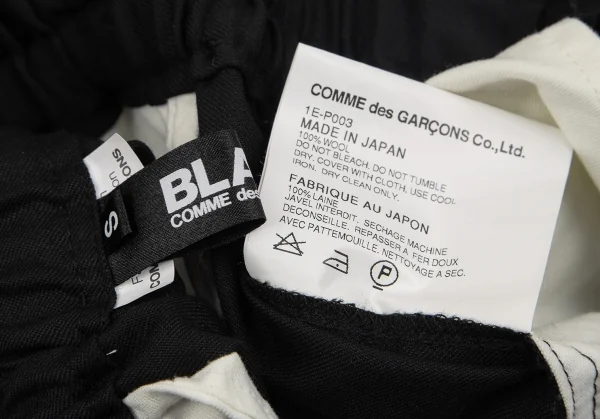 COMME des GARÇONS Co.,Ltd.
1E-P003
MADE IN JAPAN
100% WOOL
DO NOT BLEACH, DO NOT TUMBLE
DRY. COVER WITH CLOTH, USE COOL
IRON. DRY CLEAN ONLY.
FABRIQUE AU JAPON
100% LAINE
JAVEL INTERDIT. SECHAGE MACHINE
DECONSEILLE. REPASSER A FER DOUX
AVEC PATTEMOUILLE. NETTOYAGE A SEC.
P
BLA
COMME des
S